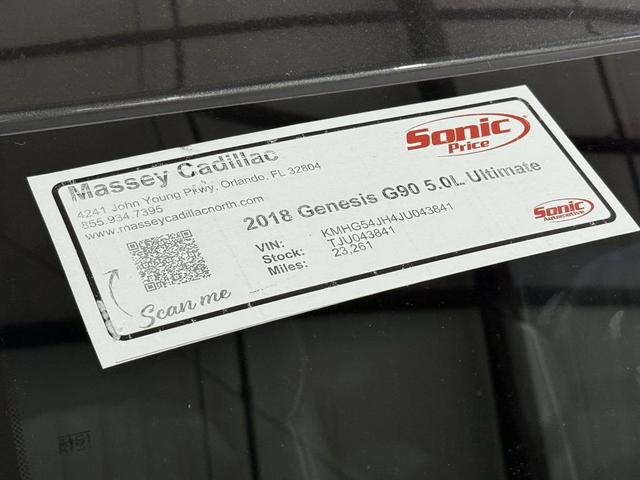 Massey Cadillac
4241 John Young Pkwy, Orlando, FL 32804
855.934.7395
www.masseycadillacnorth.com
Sonic
Price
2018 Genesis G90 5.0L Ultimate
VIN: KMHG54JH4JU043841
Stock: TJU043841
Miles: 23,261
Sonic
Automotive
Scan me